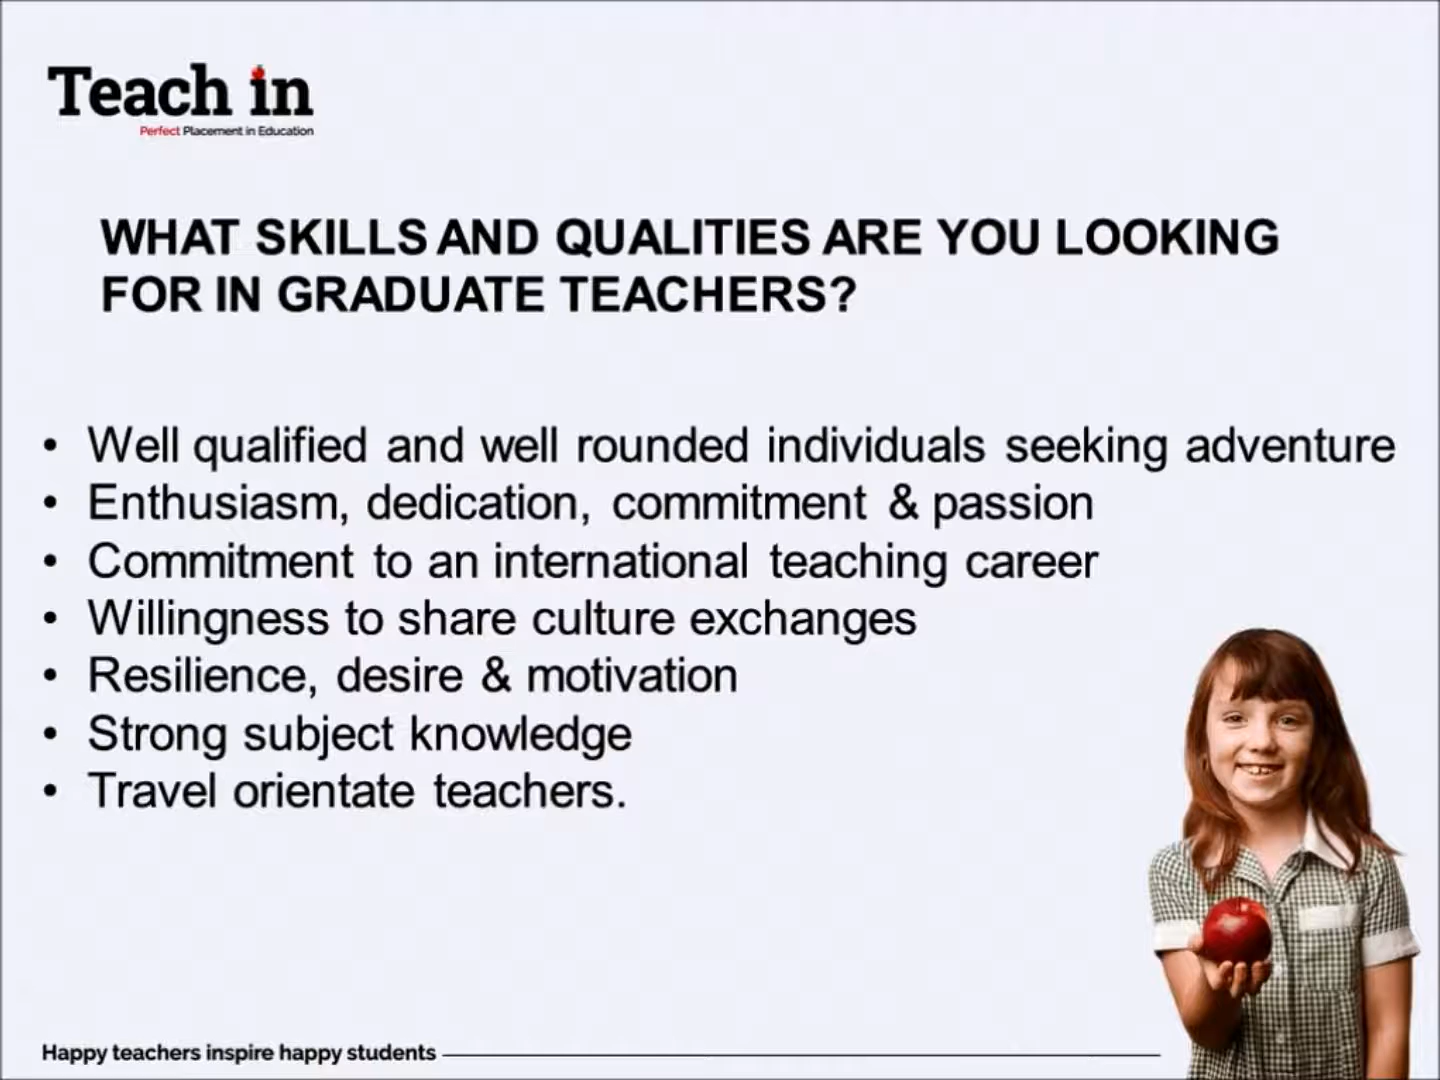 Teach in
Perfect Placement in Education
WHAT SKILLS AND QUALITIES ARE YOU LOOKING
FOR IN GRADUATE TEACHERS?
• Well qualified and well rounded individuals seeking adventure
• Enthusiasm, dedication, commitment & passion
• Commitment to an international teaching career
• Willingness to share culture exchanges
• Resilience, desire & motivation
• Strong subject knowledge
• Travel orientate teachers.
Happy teachers inspire happy students